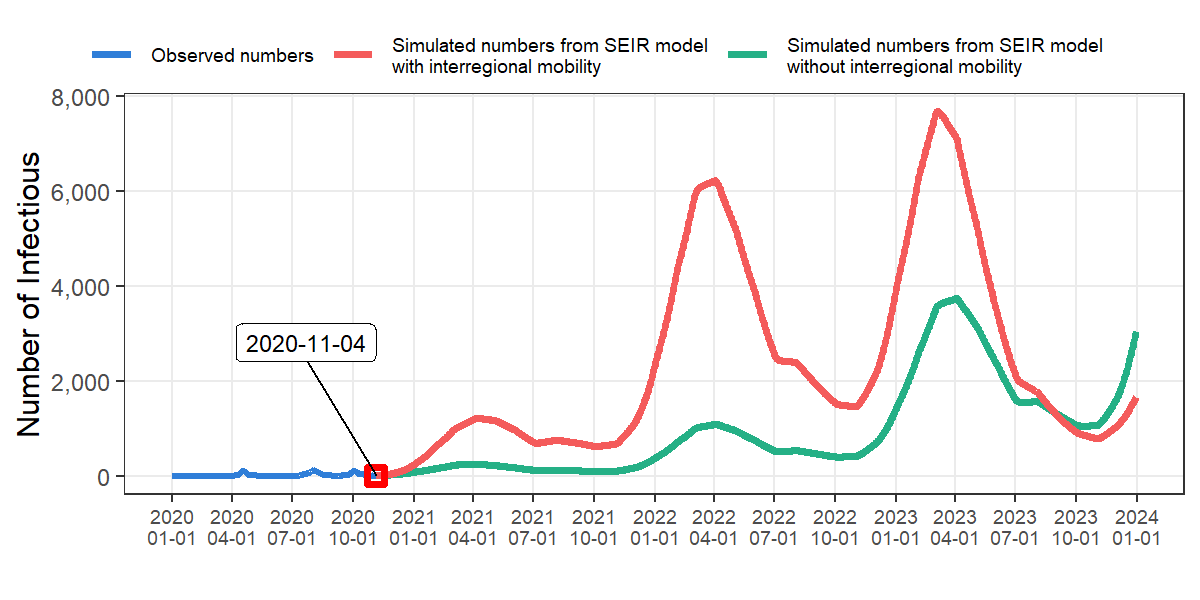 Observed numbers
Simulated numbers from SEIR model
with interregional mobility
Simulated numbers from SEIR model
without interregional mobility
Number of Infectious
8,000
6,000
4,000
2,000
0
2020-11-04
2020 2020 2020 2020 2021 2021 2021 2021 2022 2022 2022 2022 2023 2023 2023 2023 2024
01-01 04-01 07-01 10-01 01-01 04-01 07-01 10-01 01-01 04-01 07-01 10-01 01-01 04-01 07-01 10-01 01-01